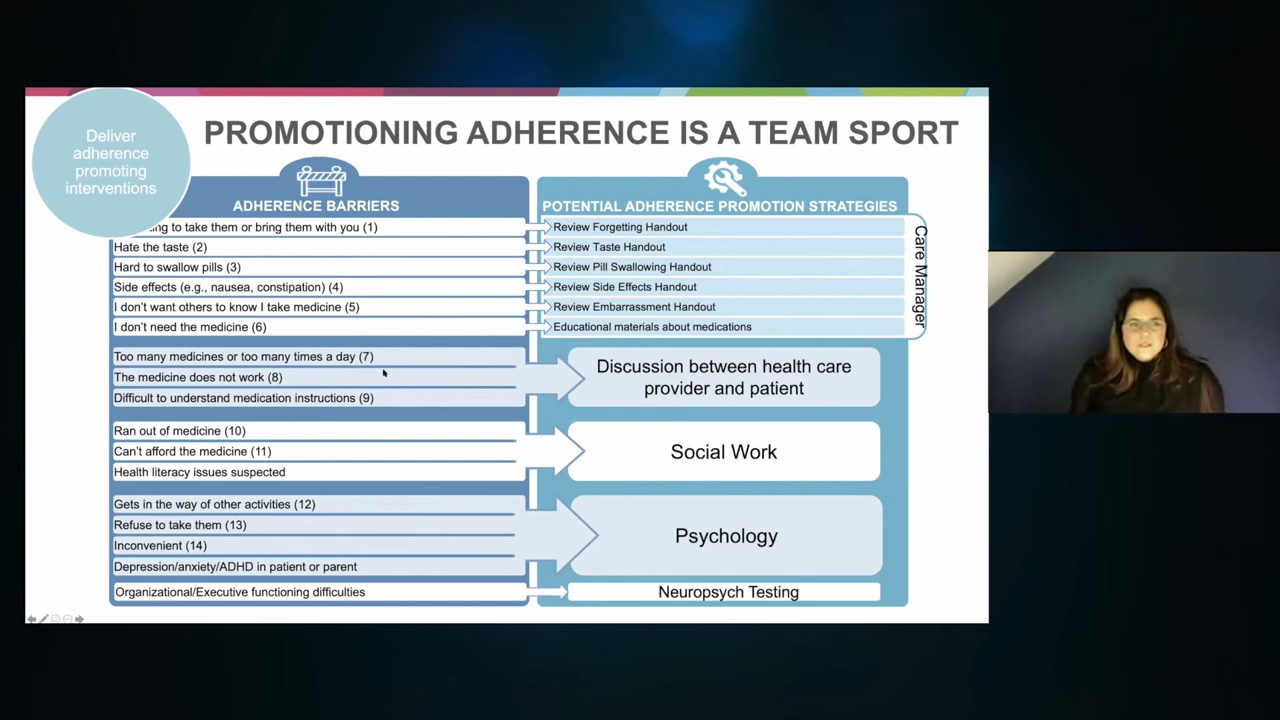 Deliver
adherence
promoting
interventions
PROMOTIONING ADHERENCE IS A TEAM SPORT
ADHERENCE BARRIERS
to take them or bring them with you (1)
Hate the taste (2)
Hard to swallow pills (3)
Side effects (e.g., nausea, constipation) (4)
I don't want others to know I take medicine (5)
I don't need the medicine (6)
Too many medicines or too many times a day (7)
The medicine does not work (8)
Difficult to understand medication instructions (9)
Ran out of medicine (10)
Can't afford the medicine (11)
Health literacy issues suspected
Gets in the way of other activities (12)
Refuse to take them (13)
Inconvenient (14)
Depression/anxiety/ADHD in patient or parent
Organizational/Executive functioning difficulties
POTENTIAL ADHERENCE PROMOTION STRATEGIES
Review Forgetting Handout
Review Taste Handout
Review Pill Swallowing Handout
Review Side Effects Handout
Review Embarrassment Handout
Educational materials about medications
Care Manager
Discussion between health care
provider and patient
Social Work
Psychology
Neuropsych Testing